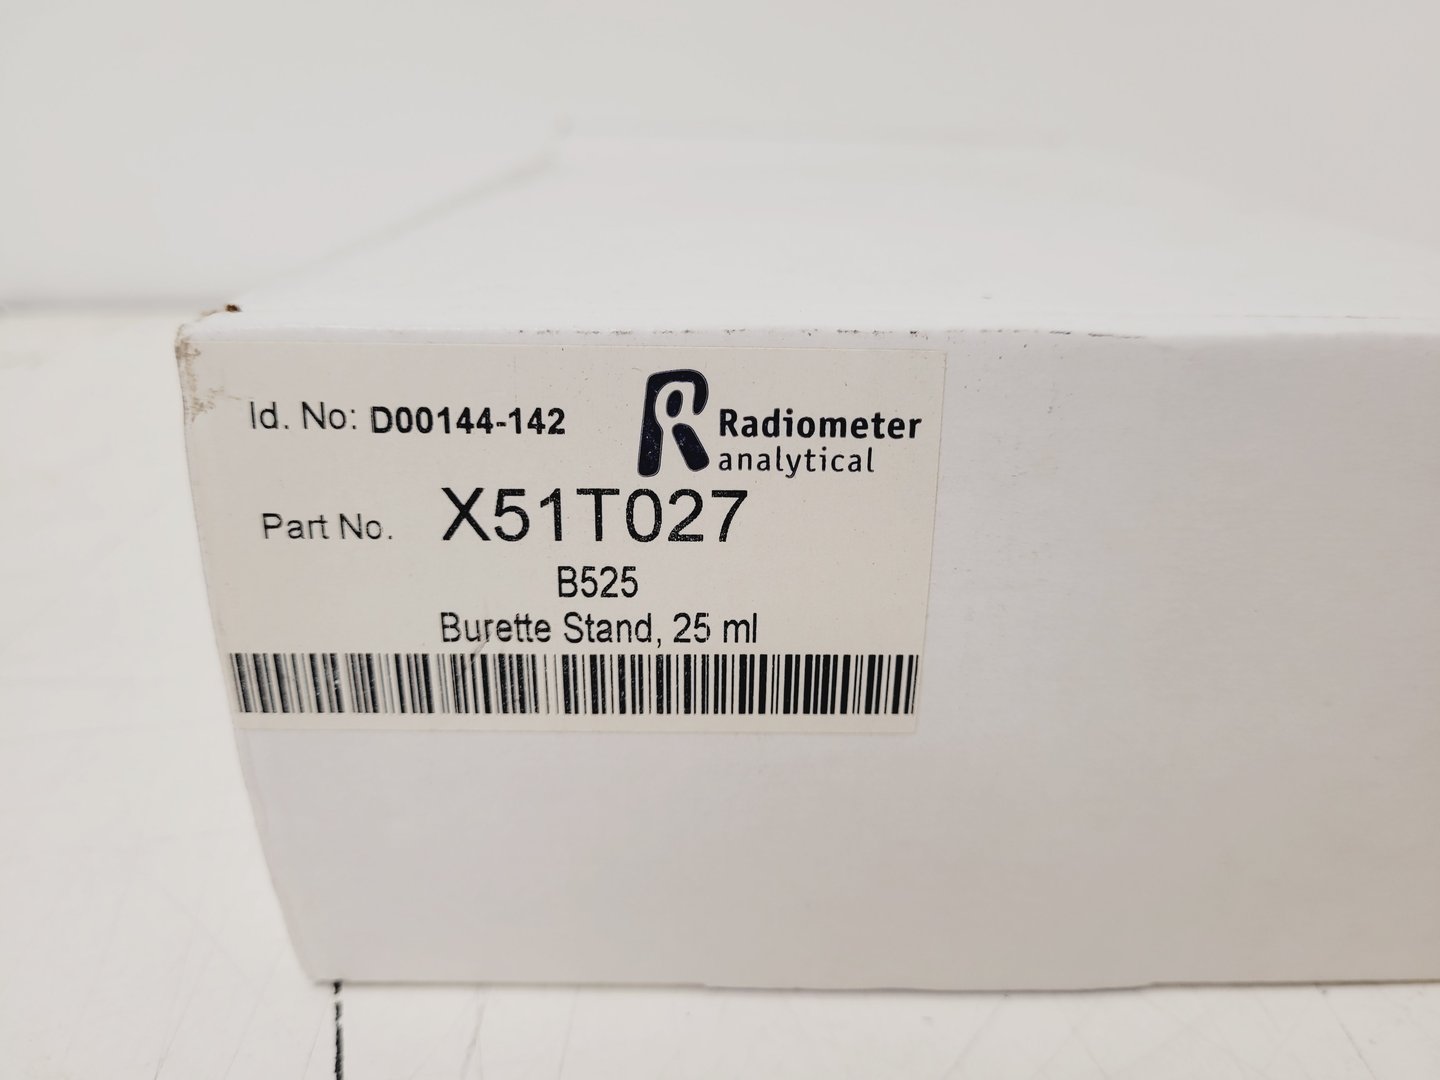 Id. No: D00144-142
Radiometer
analytical
Part No. X51T027
B525
Burette Stand, 25 ml